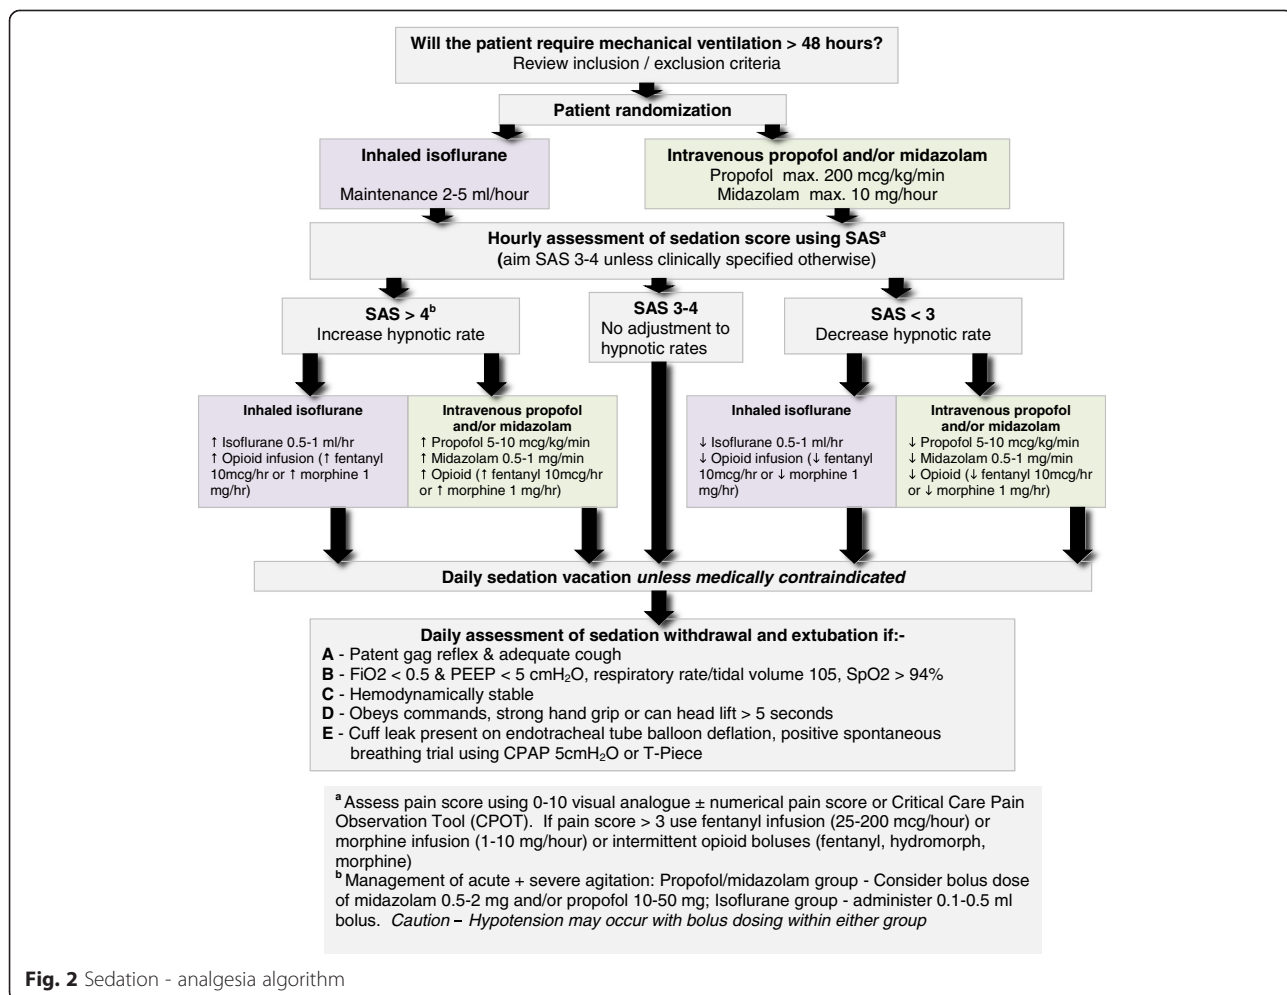 Will the patient require mechanical ventilation > 48 hours?
Review inclusion / exclusion criteria
Patient randomization
Inhaled isoflurane
Maintenance 2-5 ml/hour
Intravenous propofol and/or midazolam
Propofol max. 200 mcg/kg/min
Midazolam max. 10 mg/hour
Hourly assessment of sedation score using SASᵃ
(aim SAS 3-4 unless clinically specified otherwise)
SAS > 4ᵇ
Increase hypnotic rate
SAS 3-4
No adjustment to
hypnotic rates
SAS < 3
Decrease hypnotic rate
Inhaled isoflurane
↑ Isoflurane 0.5-1 ml/hr
↑ Opioid infusion (↑ fentanyl
10mcg/hr or ↑ morphine 1
mg/hr)
Intravenous propofol
and/or midazolam
↑ Propofol 5-10 mcg/kg/min
↑ Midazolam 0.5-1 mg/min
↑ Opioid (↑ fentanyl 10mcg/hr
or ↑ morphine 1 mg/hr)
Inhaled isoflurane
↓ Isoflurane 0.5-1 ml/hr
↓ Opioid infusion (↓ fentanyl
10mcg/hr or ↓ morphine 1
mg/hr)
Intravenous propofol
and/or midazolam
↓ Propofol 5-10 mcg/kg/min
↓ Midazolam 0.5-1 mg/min
↓ Opioid (↓ fentanyl 10mcg/hr
or ↓ morphine 1 mg/hr)
Daily sedation vacation unless medically contraindicated
Daily assessment of sedation withdrawal and extubation if:-
A - Patent gag reflex & adequate cough
B - FiO2 < 0.5 & PEEP < 5 cmH₂O, respiratory rate/tidal volume 105, SpO2 > 94%
C - Hemodynamically stable
D - Obeys commands, strong hand grip or can head lift > 5 seconds
E - Cuff leak present on endotracheal tube balloon deflation, positive spontaneous
breathing trial using CPAP 5cmH₂O or T-Piece
ᵃ Assess pain score using 0-10 visual analogue ± numerical pain score or Critical Care Pain
Observation Tool (CPOT). If pain score > 3 use fentanyl infusion (25-200 mcg/hour) or
morphine infusion (1-10 mg/hour) or intermittent opioid boluses (fentanyl, hydromorph,
morphine)
ᵇ Management of acute + severe agitation: Propofol/midazolam group - Consider bolus dose
of midazolam 0.5-2 mg and/or propofol 10-50 mg; Isoflurane group - administer 0.1-0.5 ml
bolus. Caution – Hypotension may occur with bolus dosing within either group
Fig. 2 Sedation - analgesia algorithm